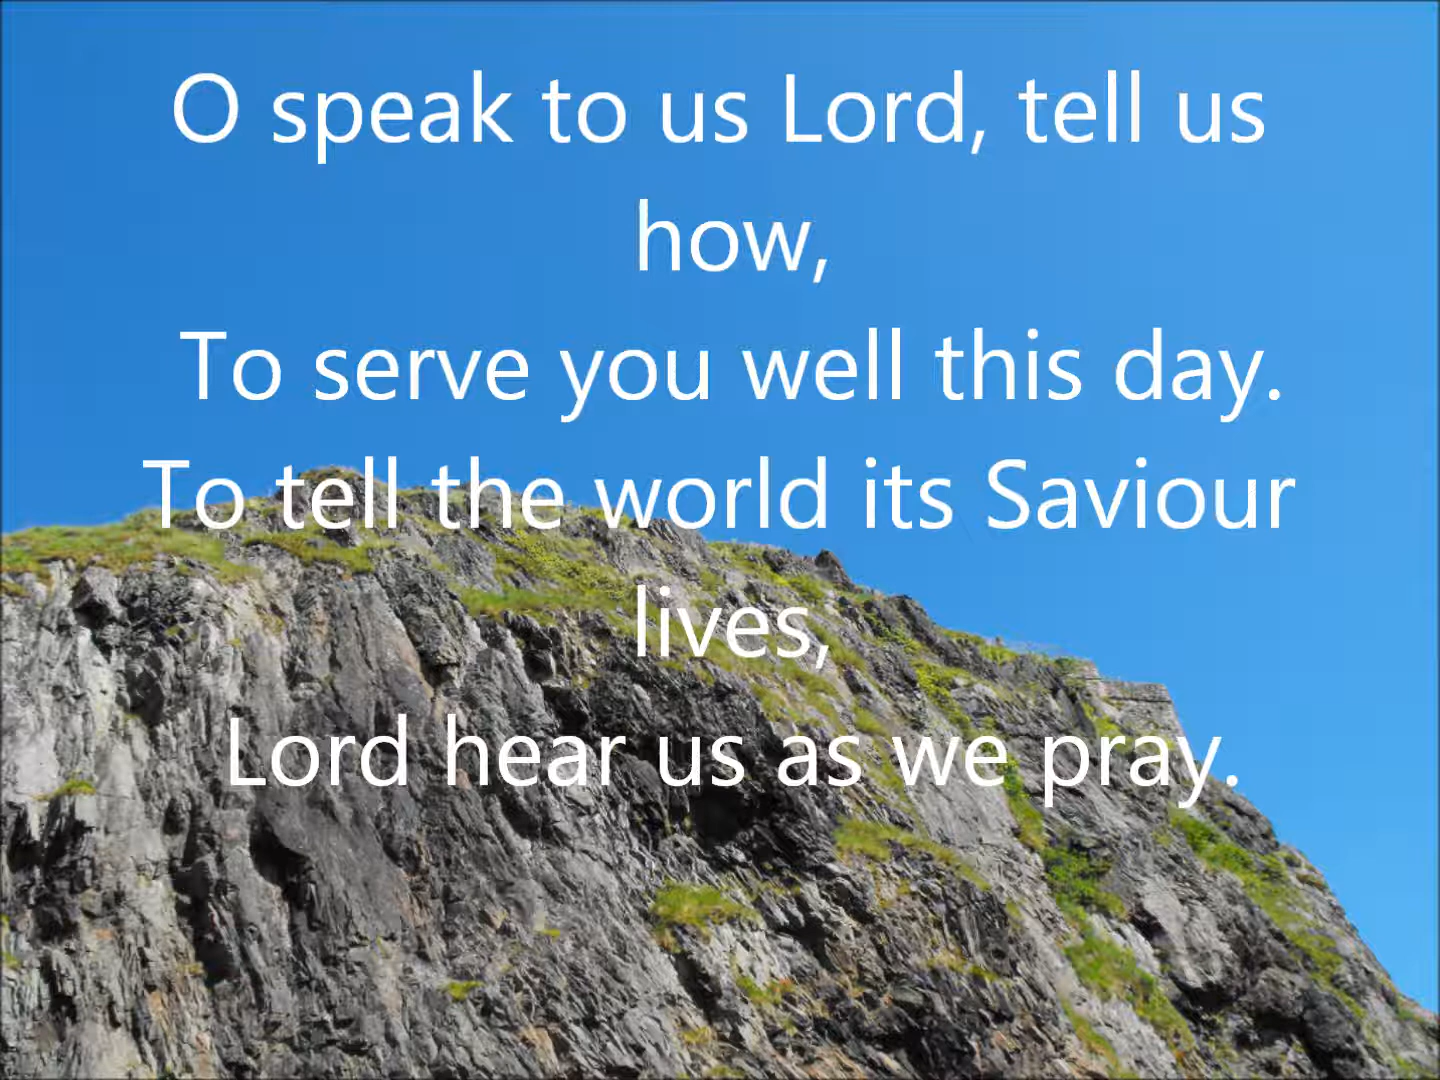 O speak to us Lord, tell us
how,
To serve you well this day.
To tell the world its Saviour
lives,
Lord hear us as we pray.